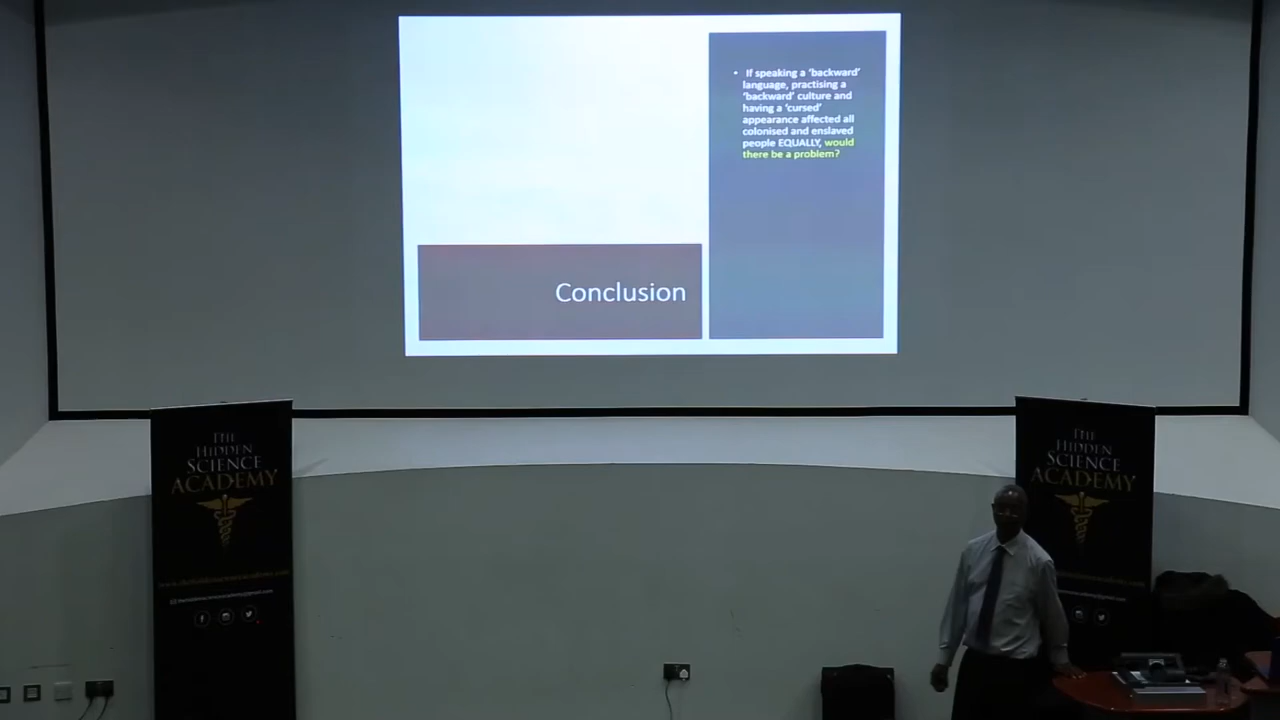 • If speaking a ‘backward’
language, practising a
‘backward’ culture and
having a ‘cursed’
appearance affected all
colonised and enslaved
people EQUALLY, would
there be a problem?
Conclusion
THE
HIDDEN
SCIENCE
ACADEMY
THE
HIDDEN
SCIENCE
ACADEMY